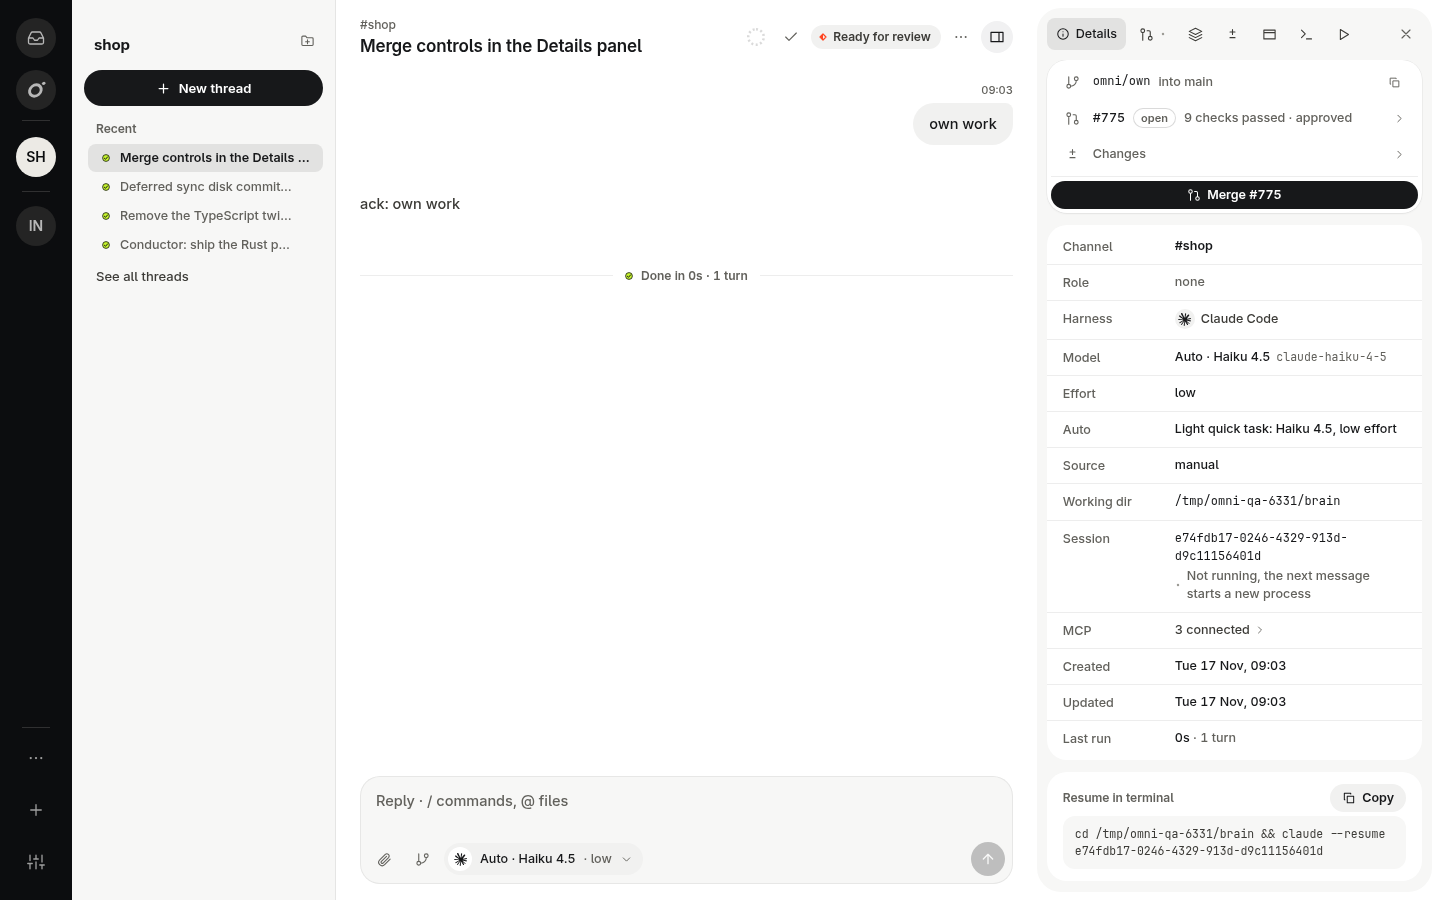 SH
IN
shop
New thread
Recent
Merge controls in the Details ...
Deferred sync disk commit...
Remove the TypeScript twi...
Conductor: ship the Rust p...
See all threads
#shop
Merge controls in the Details panel
Ready for review
09:03
own work
ack: own work
Done in 0s · 1 turn
Reply · / commands, @ files
Auto · Haiku 4.5 · low
Details
omni/own into main
#775 open 9 checks passed · approved
Changes
Merge #775
Channel #shop
Role none
Harness Claude Code
Model Auto · Haiku 4.5 claude-haiku-4-5
Effort low
Auto Light quick task: Haiku 4.5, low effort
Source manual
Working dir /tmp/omni-qa-6331/brain
Session e74fdb17-0246-4329-913d-
d9c11156401d
· Not running, the next message
starts a new process
MCP 3 connected
Created Tue 17 Nov, 09:03
Updated Tue 17 Nov, 09:03
Last run 0s · 1 turn
Resume in terminal Copy
cd /tmp/omni-qa-6331/brain && claude --resume
e74fdb17-0246-4329-913d-d9c11156401d